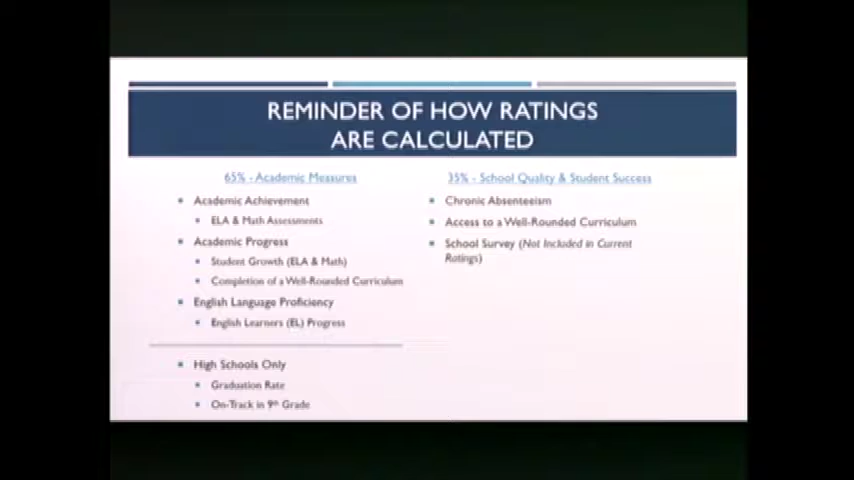 REMINDER OF HOW RATINGS
ARE CALCULATED
65% - Academic Measures
Academic Achievement
ELA & Math Assessments
Academic Progress
Student Growth (ELA & Math)
Completion of a Well-Rounded Curriculum
English Language Proficiency
English Learners (EL) Progress
High Schools Only
Graduation Rate
On-Track in 9th Grade
35% - School Quality & Student Success
Chronic Absenteeism
Access to a Well-Rounded Curriculum
School Survey (Not Included in Current
Ratings)